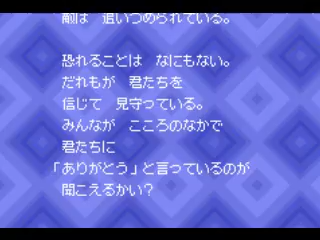 敵は　追いつめられている。
恐れることは　なにもない。
だれもが　君たちを
信じて　見守っている。
みんなが　こころのなかで
君たちに
「ありがとう」と言っているのが
聞こえるかい？